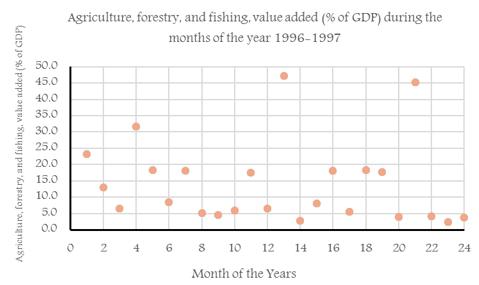 Agriculture, forestry, and fishing, value added (% of GDP) during the
months of the year 1996-1997
Agriculture, forestry, and fishing, value added (% of GDP)
50.0
45.0
40.0
35.0
30.0
25.0
20.0
15.0
10.0
5.0
0.0
0 2 4 6 8 10 12 14 16 18 20 22 24
Month of the Years